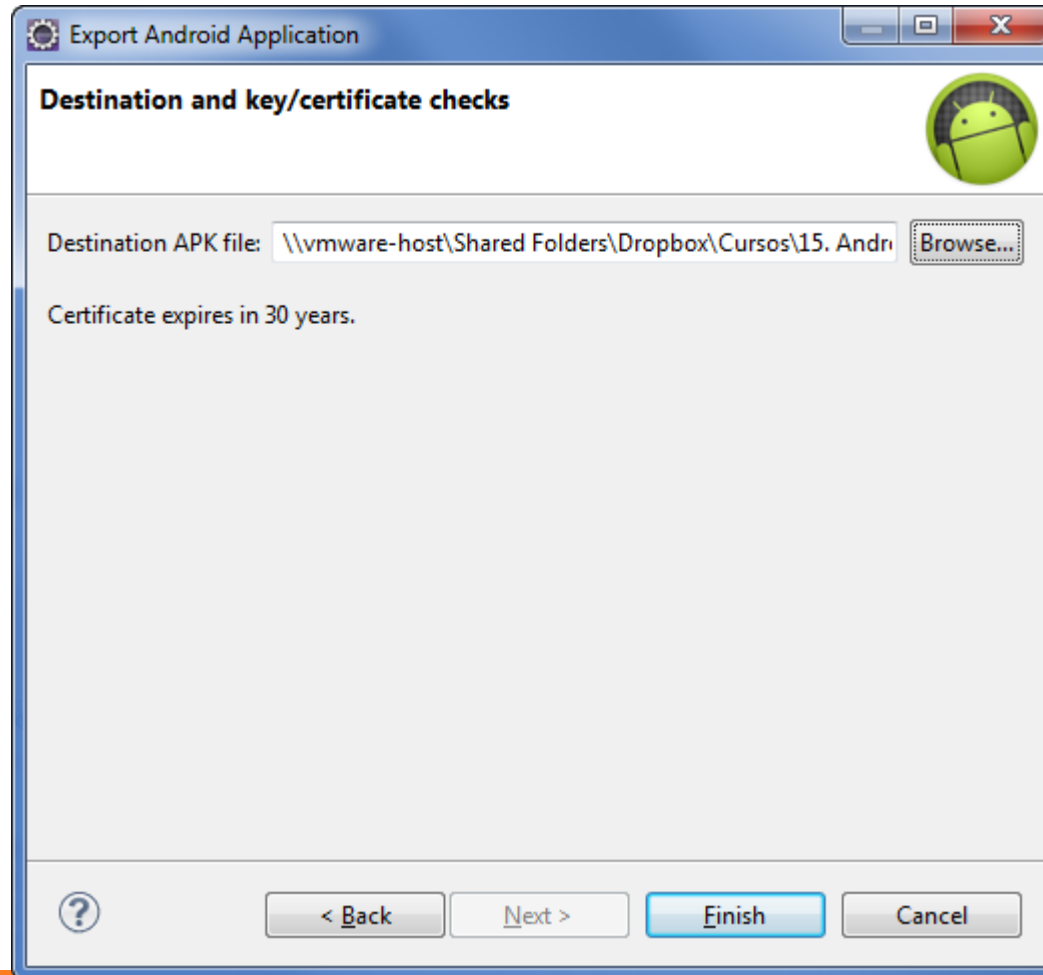 Export Android Application
Destination and key/certificate checks
Destination APK file: \\vmware-host\Shared Folders\Dropbox\Cursos\15. Andr Browse...
Certificate expires in 30 years.
? < Back Next > Finish Cancel